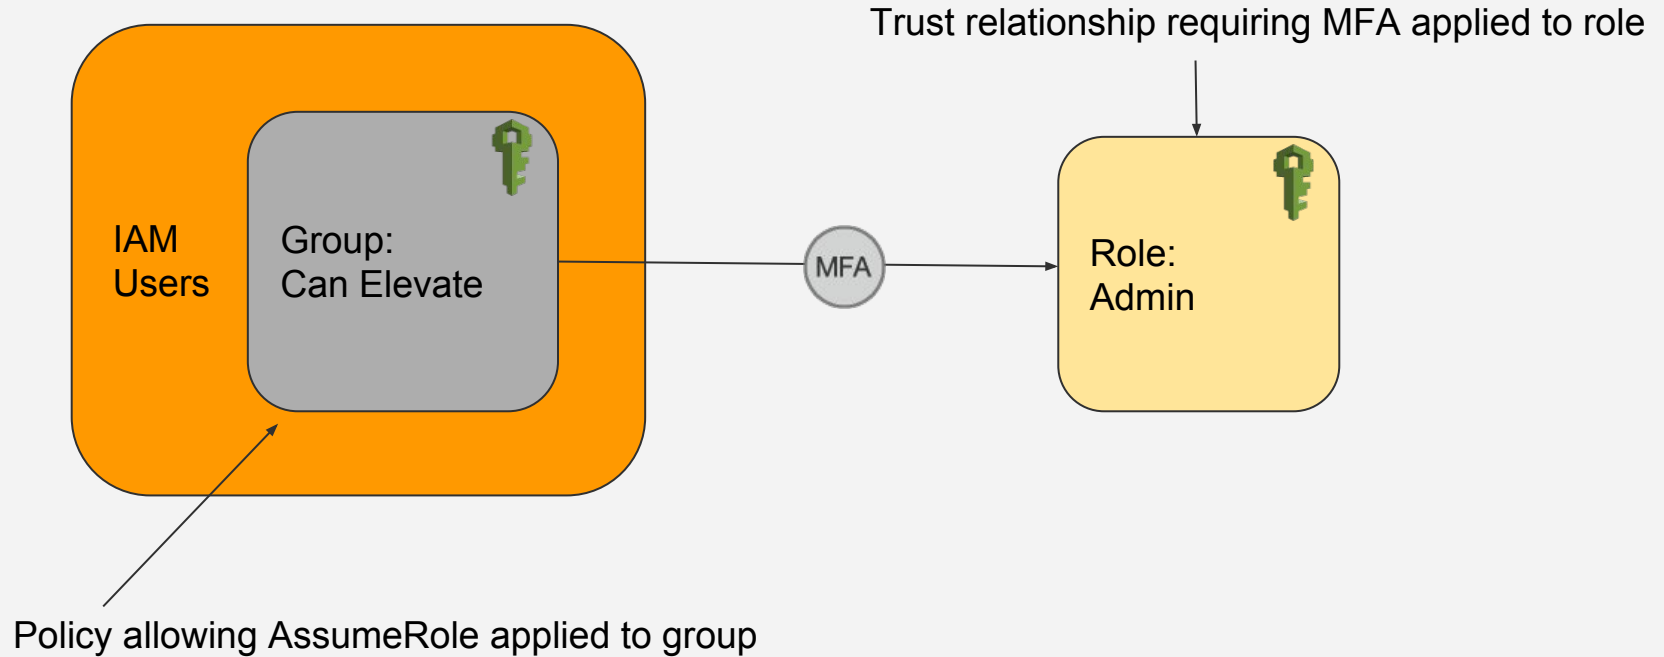 Trust relationship requiring MFA applied to role
IAM
Users
Group:
Can Elevate
MFA
Role:
Admin
Policy allowing AssumeRole applied to group